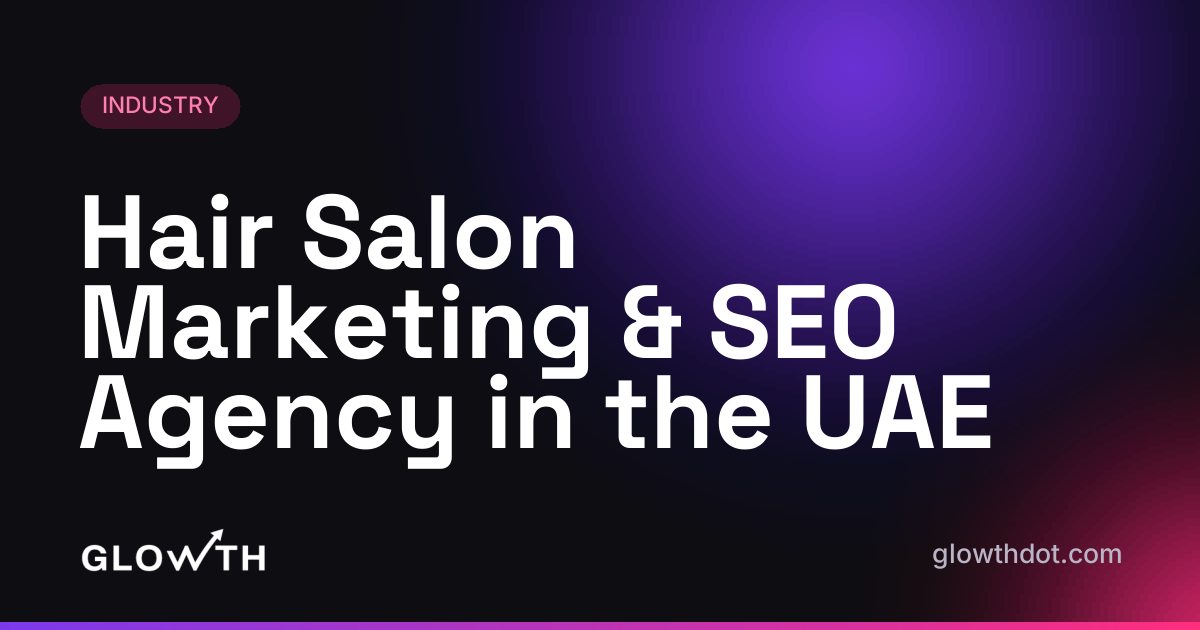 INDUSTRY
Hair Salon
Marketing & SEO
Agency in the UAE
GLOWTH
glowthdot.com